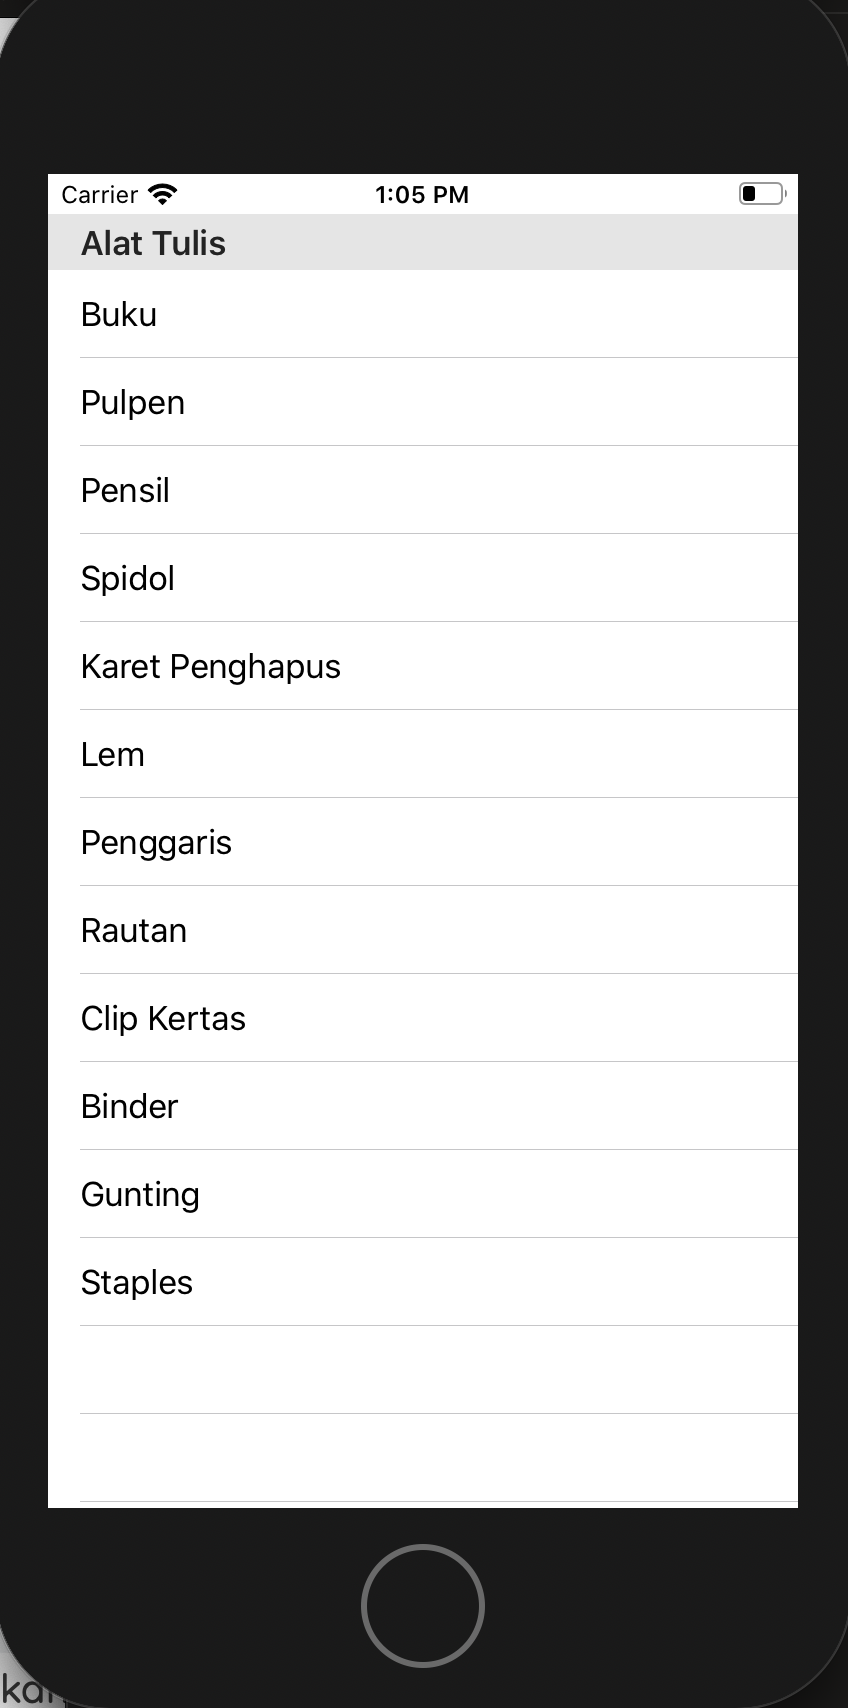 Carrier 1:05 PM
Alat Tulis
Buku
Pulpen
Pensil
Spidol
Karet Penghapus
Lem
Penggaris
Rautan
Clip Kertas
Binder
Gunting
Staples